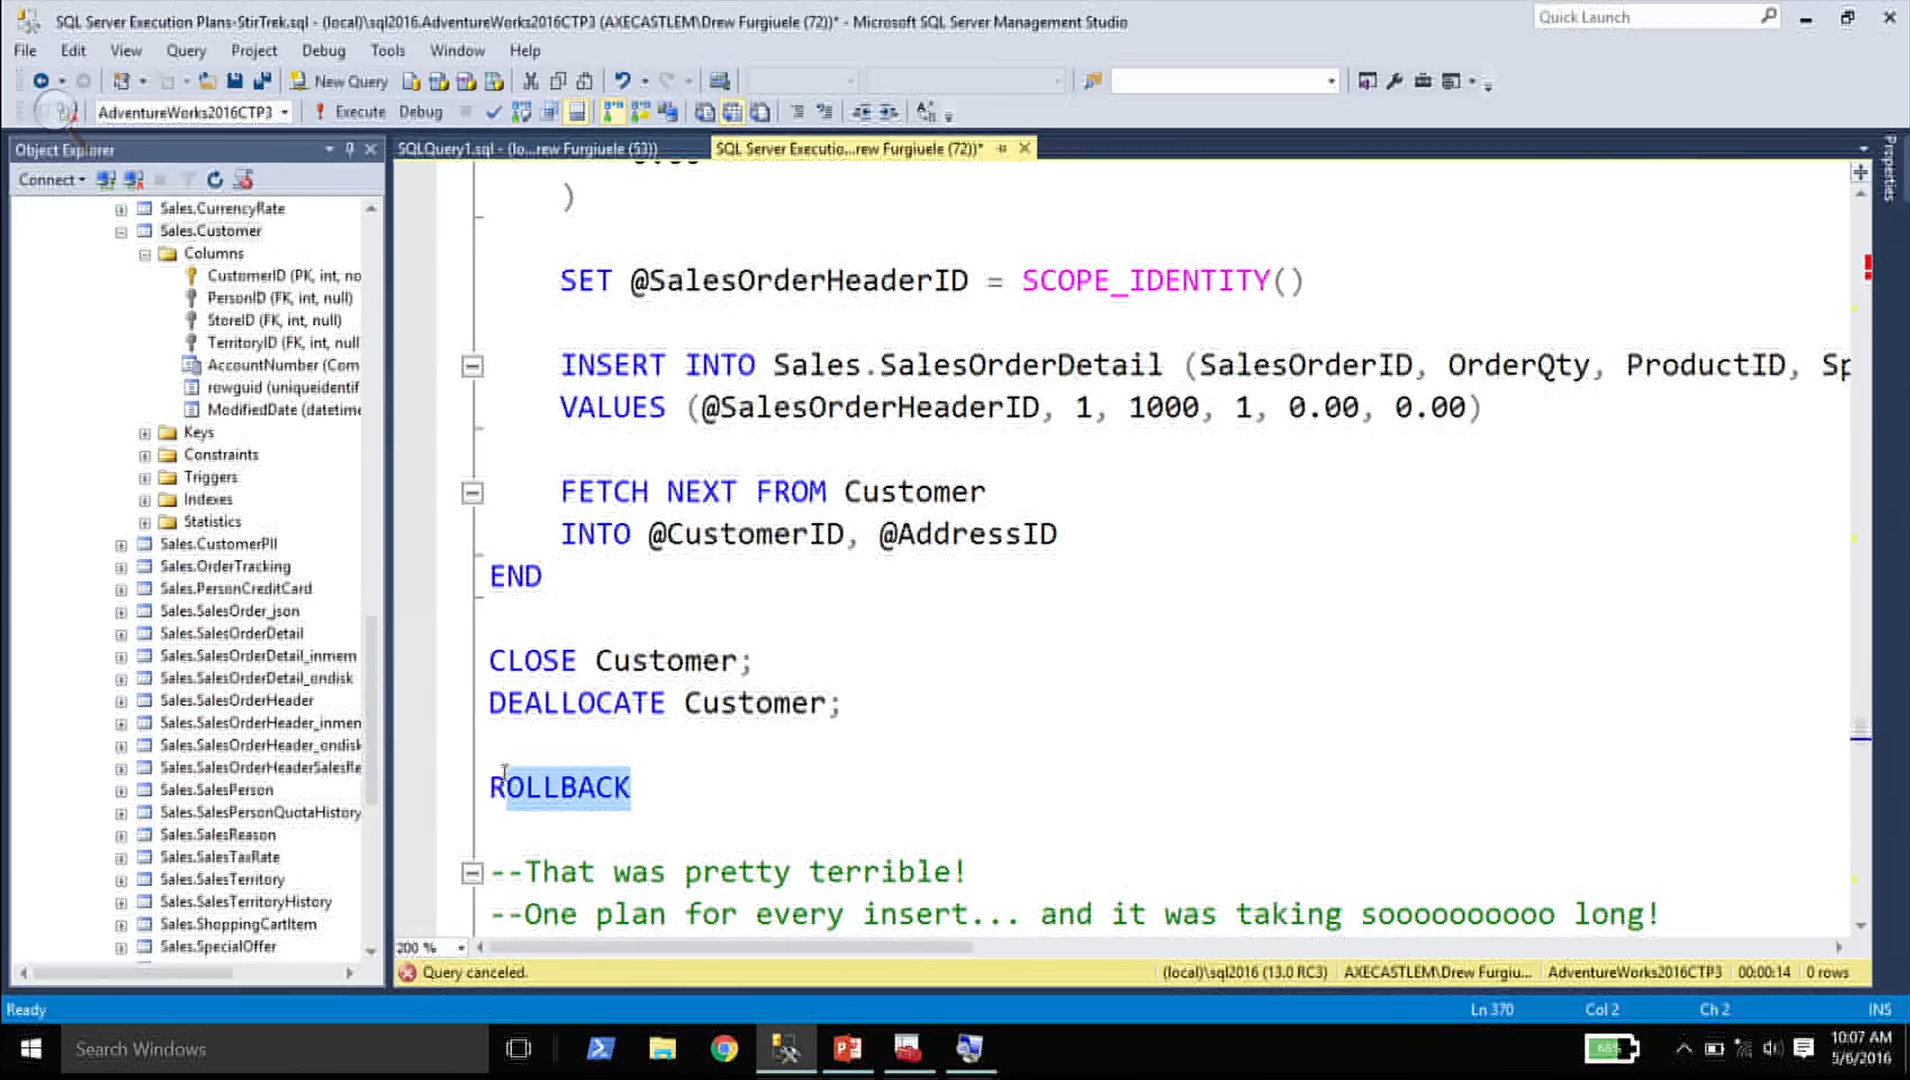 SQL Server Execution Plans-StirTrek.sql - (local)\sql2016.AdventureWorks2016CTP3 (AXECASTLEM\Drew Furgiuele (72))* - Microsoft SQL Server Management Studio
Quick Launch
File Edit View Query Project Debug Tools Window Help
New Query
AdventureWorks2016CTP3 Execute Debug
Object Explorer
SQLQuery1.sql - (lo...rew Furgiuele (53))
SQL Server Executio...rew Furgiuele (72))*
Properties
Connect
Sales.CurrencyRate
Sales.Customer
Columns
CustomerID (PK, int, no
PersonID (FK, int, null)
StoreID (FK, int, null)
TerritoryID (FK, int, null
AccountNumber (Com
rowguid (uniqueidentif
ModifiedDate (datetime
Keys
Constraints
Triggers
Indexes
Statistics
Sales.CustomerPII
Sales.OrderTracking
Sales.PersonCreditCard
Sales.SalesOrder_json
Sales.SalesOrderDetail
Sales.SalesOrderDetail_inmem
Sales.SalesOrderDetail_ondisk
Sales.SalesOrderHeader
Sales.SalesOrderHeader_inmem
Sales.SalesOrderHeader_ondisk
Sales.SalesOrderHeaderSalesRe
Sales.SalesPerson
Sales.SalesPersonQuotaHistory
Sales.SalesReason
Sales.SalesTaxRate
Sales.SalesTerritory
Sales.SalesTerritoryHistory
Sales.ShoppingCartItem
Sales.SpecialOffer
)
SET @SalesOrderHeaderID = SCOPE_IDENTITY()
INSERT INTO Sales.SalesOrderDetail (SalesOrderID, OrderQty, ProductID, Sp
VALUES (@SalesOrderHeaderID, 1, 1000, 1, 0.00, 0.00)
FETCH NEXT FROM Customer
INTO @CustomerID, @AddressID
END
CLOSE Customer;
DEALLOCATE Customer;
ROLLBACK
--That was pretty terrible!
--One plan for every insert... and it was taking soooooooooo long!
200 %
Query canceled.
(local)\sql2016 (13.0 RC3) AXECASTLEM\Drew Furgiu... AdventureWorks2016CTP3 00:00:14 0 rows
Ready
Ln 370 Col 2 Ch 2 INS
Search Windows
68%
10:07 AM
5/6/2016